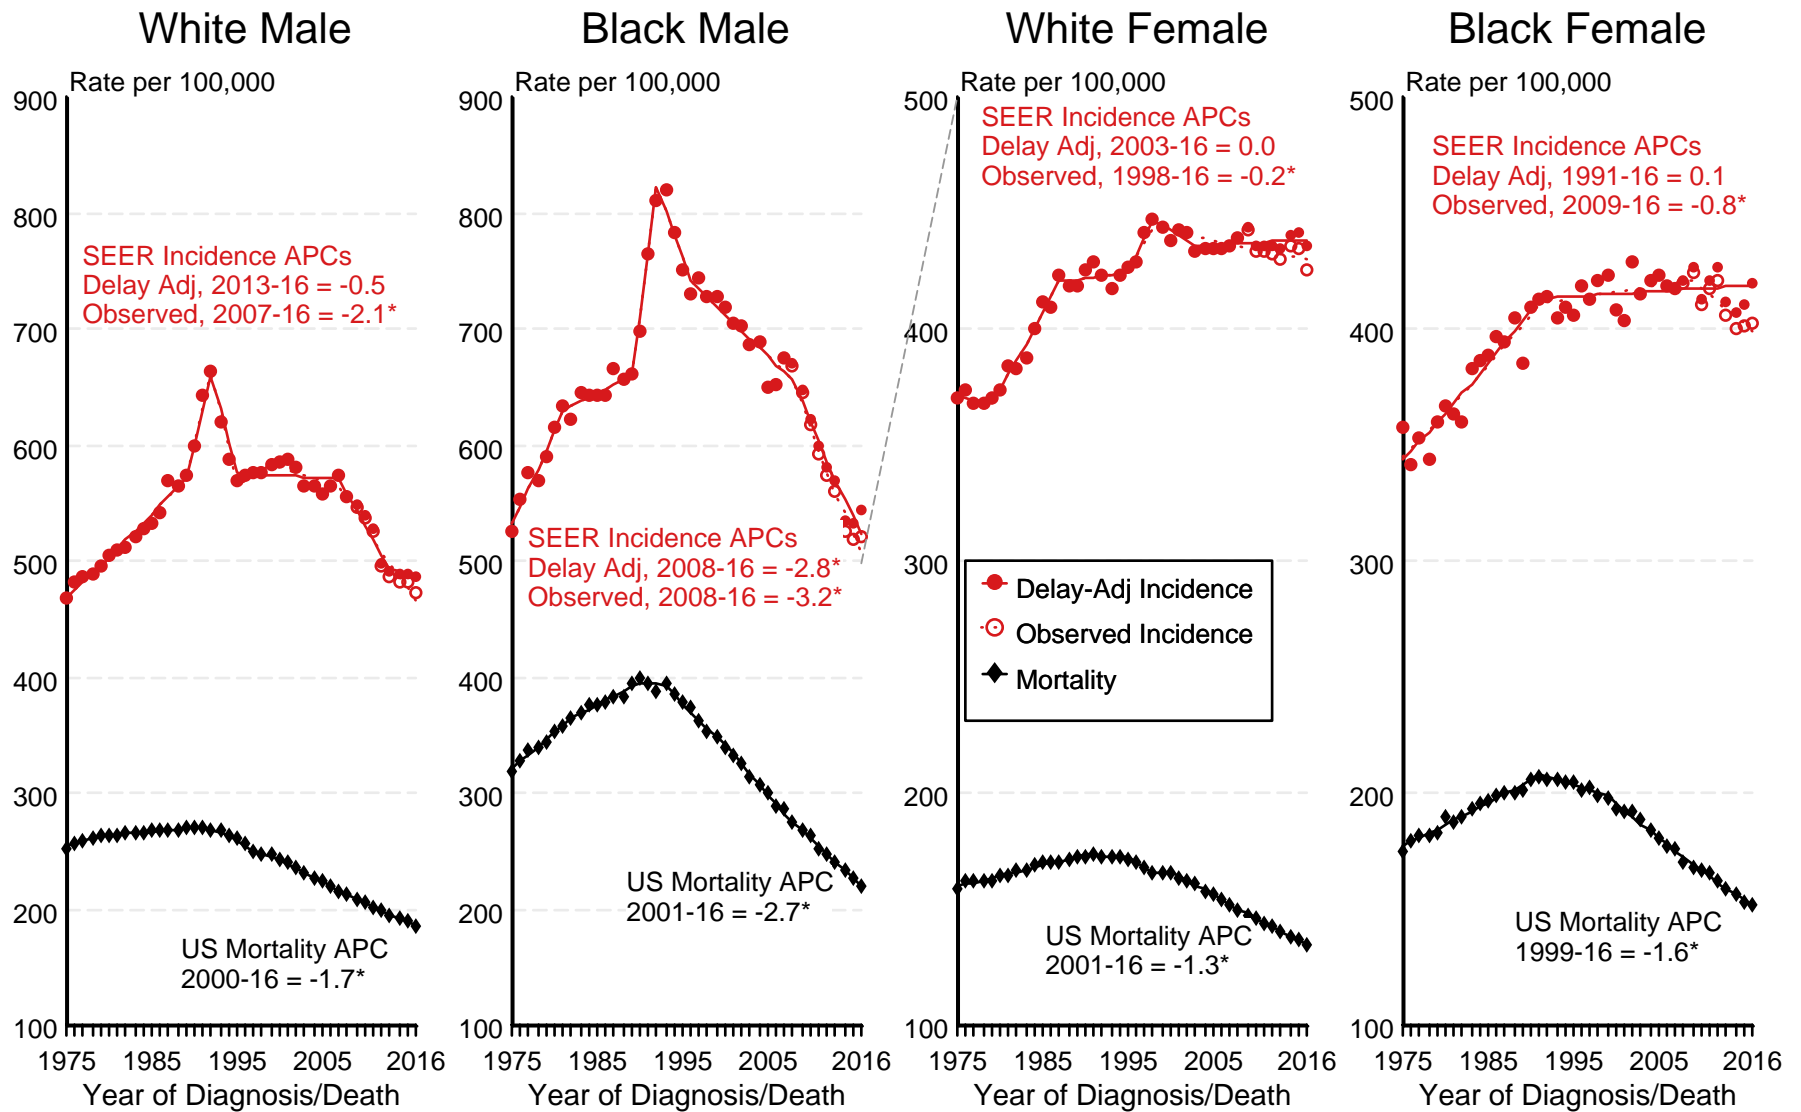 White Male
Rate per 100,000
900
800
700
600
500
400
300
200
100
SEER Incidence APCs
Delay Adj, 2013-16 = -0.5
Observed, 2007-16 = -2.1*
US Mortality APC
2000-16 = -1.7*
1975 1985 1995 2005 2016
Year of Diagnosis/Death
Black Male
Rate per 100,000
900
800
700
600
500
400
300
200
100
SEER Incidence APCs
Delay Adj, 2008-16 = -2.8*
Observed, 2008-16 = -3.2*
US Mortality APC
2001-16 = -2.7*
1975 1985 1995 2005 2016
Year of Diagnosis/Death
White Female
Rate per 100,000
500
400
300
200
100
SEER Incidence APCs
Delay Adj, 2003-16 = 0.0
Observed, 1998-16 = -0.2*
Delay-Adj Incidence
Observed Incidence
Mortality
US Mortality APC
2001-16 = -1.3*
1975 1985 1995 2005 2016
Year of Diagnosis/Death
Black Female
Rate per 100,000
500
400
300
200
100
SEER Incidence APCs
Delay Adj, 1991-16 = 0.1
Observed, 2009-16 = -0.8*
US Mortality APC
1999-16 = -1.6*
1975 1985 1995 2005 2016
Year of Diagnosis/Death